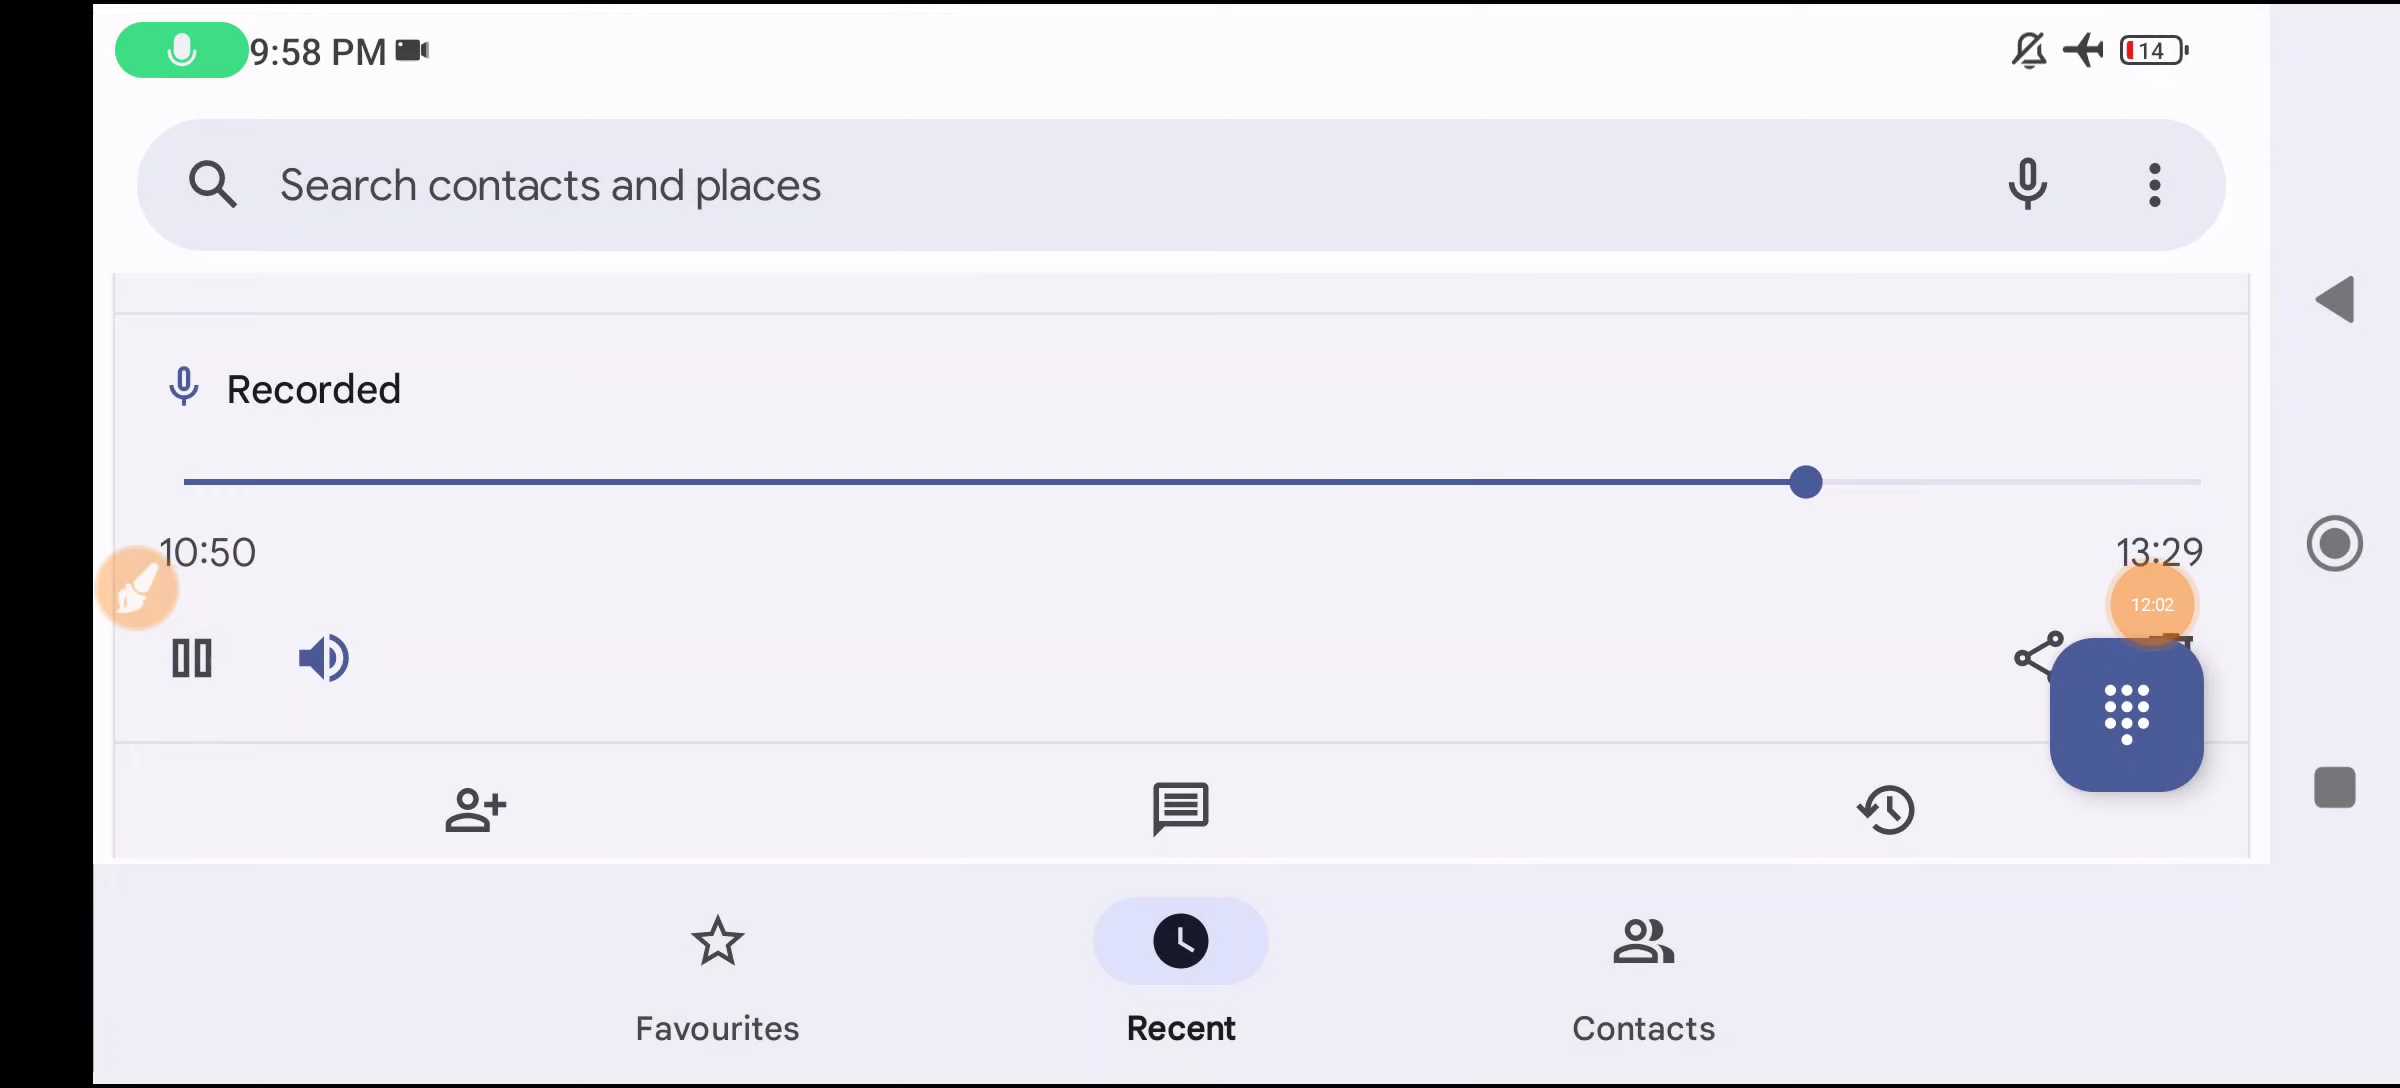 9:58 PM
14
Search contacts and places
Recorded
10:50
13:29
12:02
Favourites
Recent
Contacts